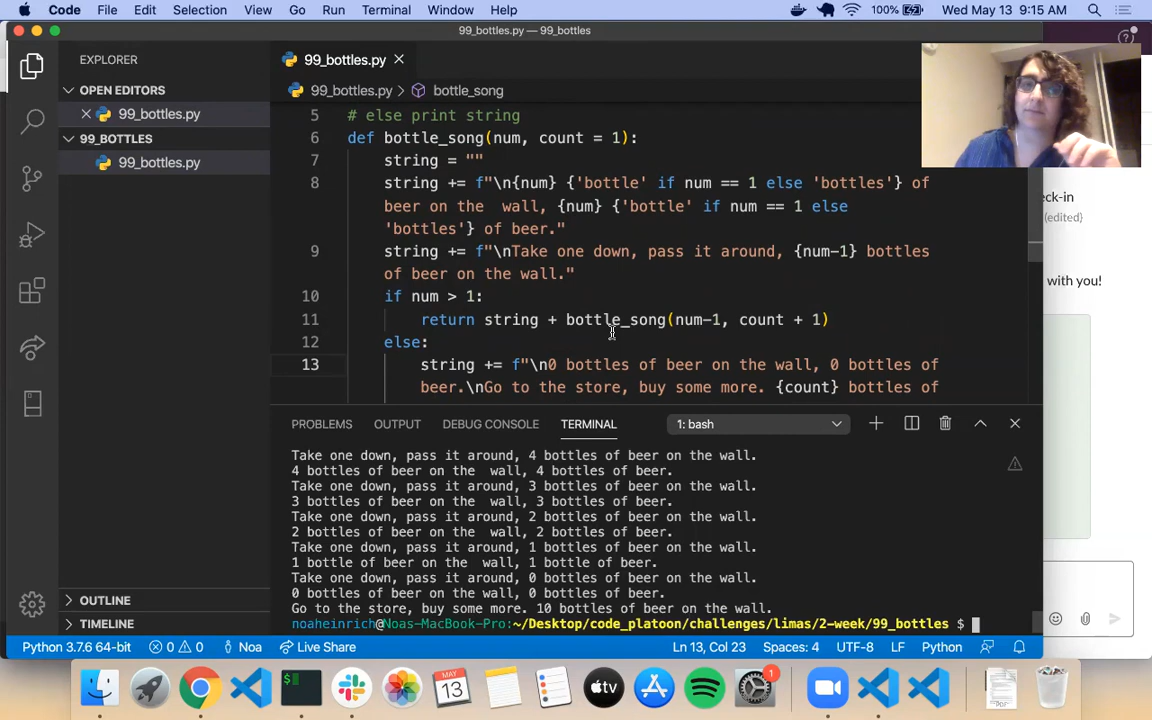 Code File Edit Selection View Go Run Terminal Window Help 100% Wed May 13 9:15 AM
99_bottles.py — 99_bottles
EXPLORER
OPEN EDITORS
99_bottles.py
99_BOTTLES
99_bottles.py
OUTLINE
TIMELINE
99_bottles.py
99_bottles.py > bottle_song
5 # else print string
6 def bottle_song(num, count = 1):
7 string = ""
8 string += f"\n{num} {'bottle' if num == 1 else 'bottles'} of
beer on the  wall, {num} {'bottle' if num == 1 else
'bottles'} of beer."
9 string += f"\nTake one down, pass it around, {num-1} bottles
of beer on the wall."
10 if num > 1:
11 return string + bottle_song(num-1, count + 1)
12 else:
13 string += f"\n0 bottles of beer on the wall, 0 bottles of
beer.\nGo to the store, buy some more. {count} bottles of
PROBLEMS OUTPUT DEBUG CONSOLE TERMINAL 1: bash
Take one down, pass it around, 4 bottles of beer on the wall.
4 bottles of beer on the  wall, 4 bottles of beer.
Take one down, pass it around, 3 bottles of beer on the wall.
3 bottles of beer on the  wall, 3 bottles of beer.
Take one down, pass it around, 2 bottles of beer on the wall.
2 bottles of beer on the  wall, 2 bottles of beer.
Take one down, pass it around, 1 bottles of beer on the wall.
1 bottle of beer on the  wall, 1 bottle of beer.
Take one down, pass it around, 0 bottles of beer on the wall.
0 bottles of beer on the wall, 0 bottles of beer.
Go to the store, buy some more. 10 bottles of beer on the wall.
noaheinrich@Noas-MacBook-Pro:~/Desktop/code_platoon/challenges/limas/2-week/99_bottles $
eck-in
(edited)
with you!
Python 3.7.6 64-bit 0 0 Noa Live Share Ln 13, Col 23 Spaces: 4 UTF-8 LF Python
MAY
13
tv
1